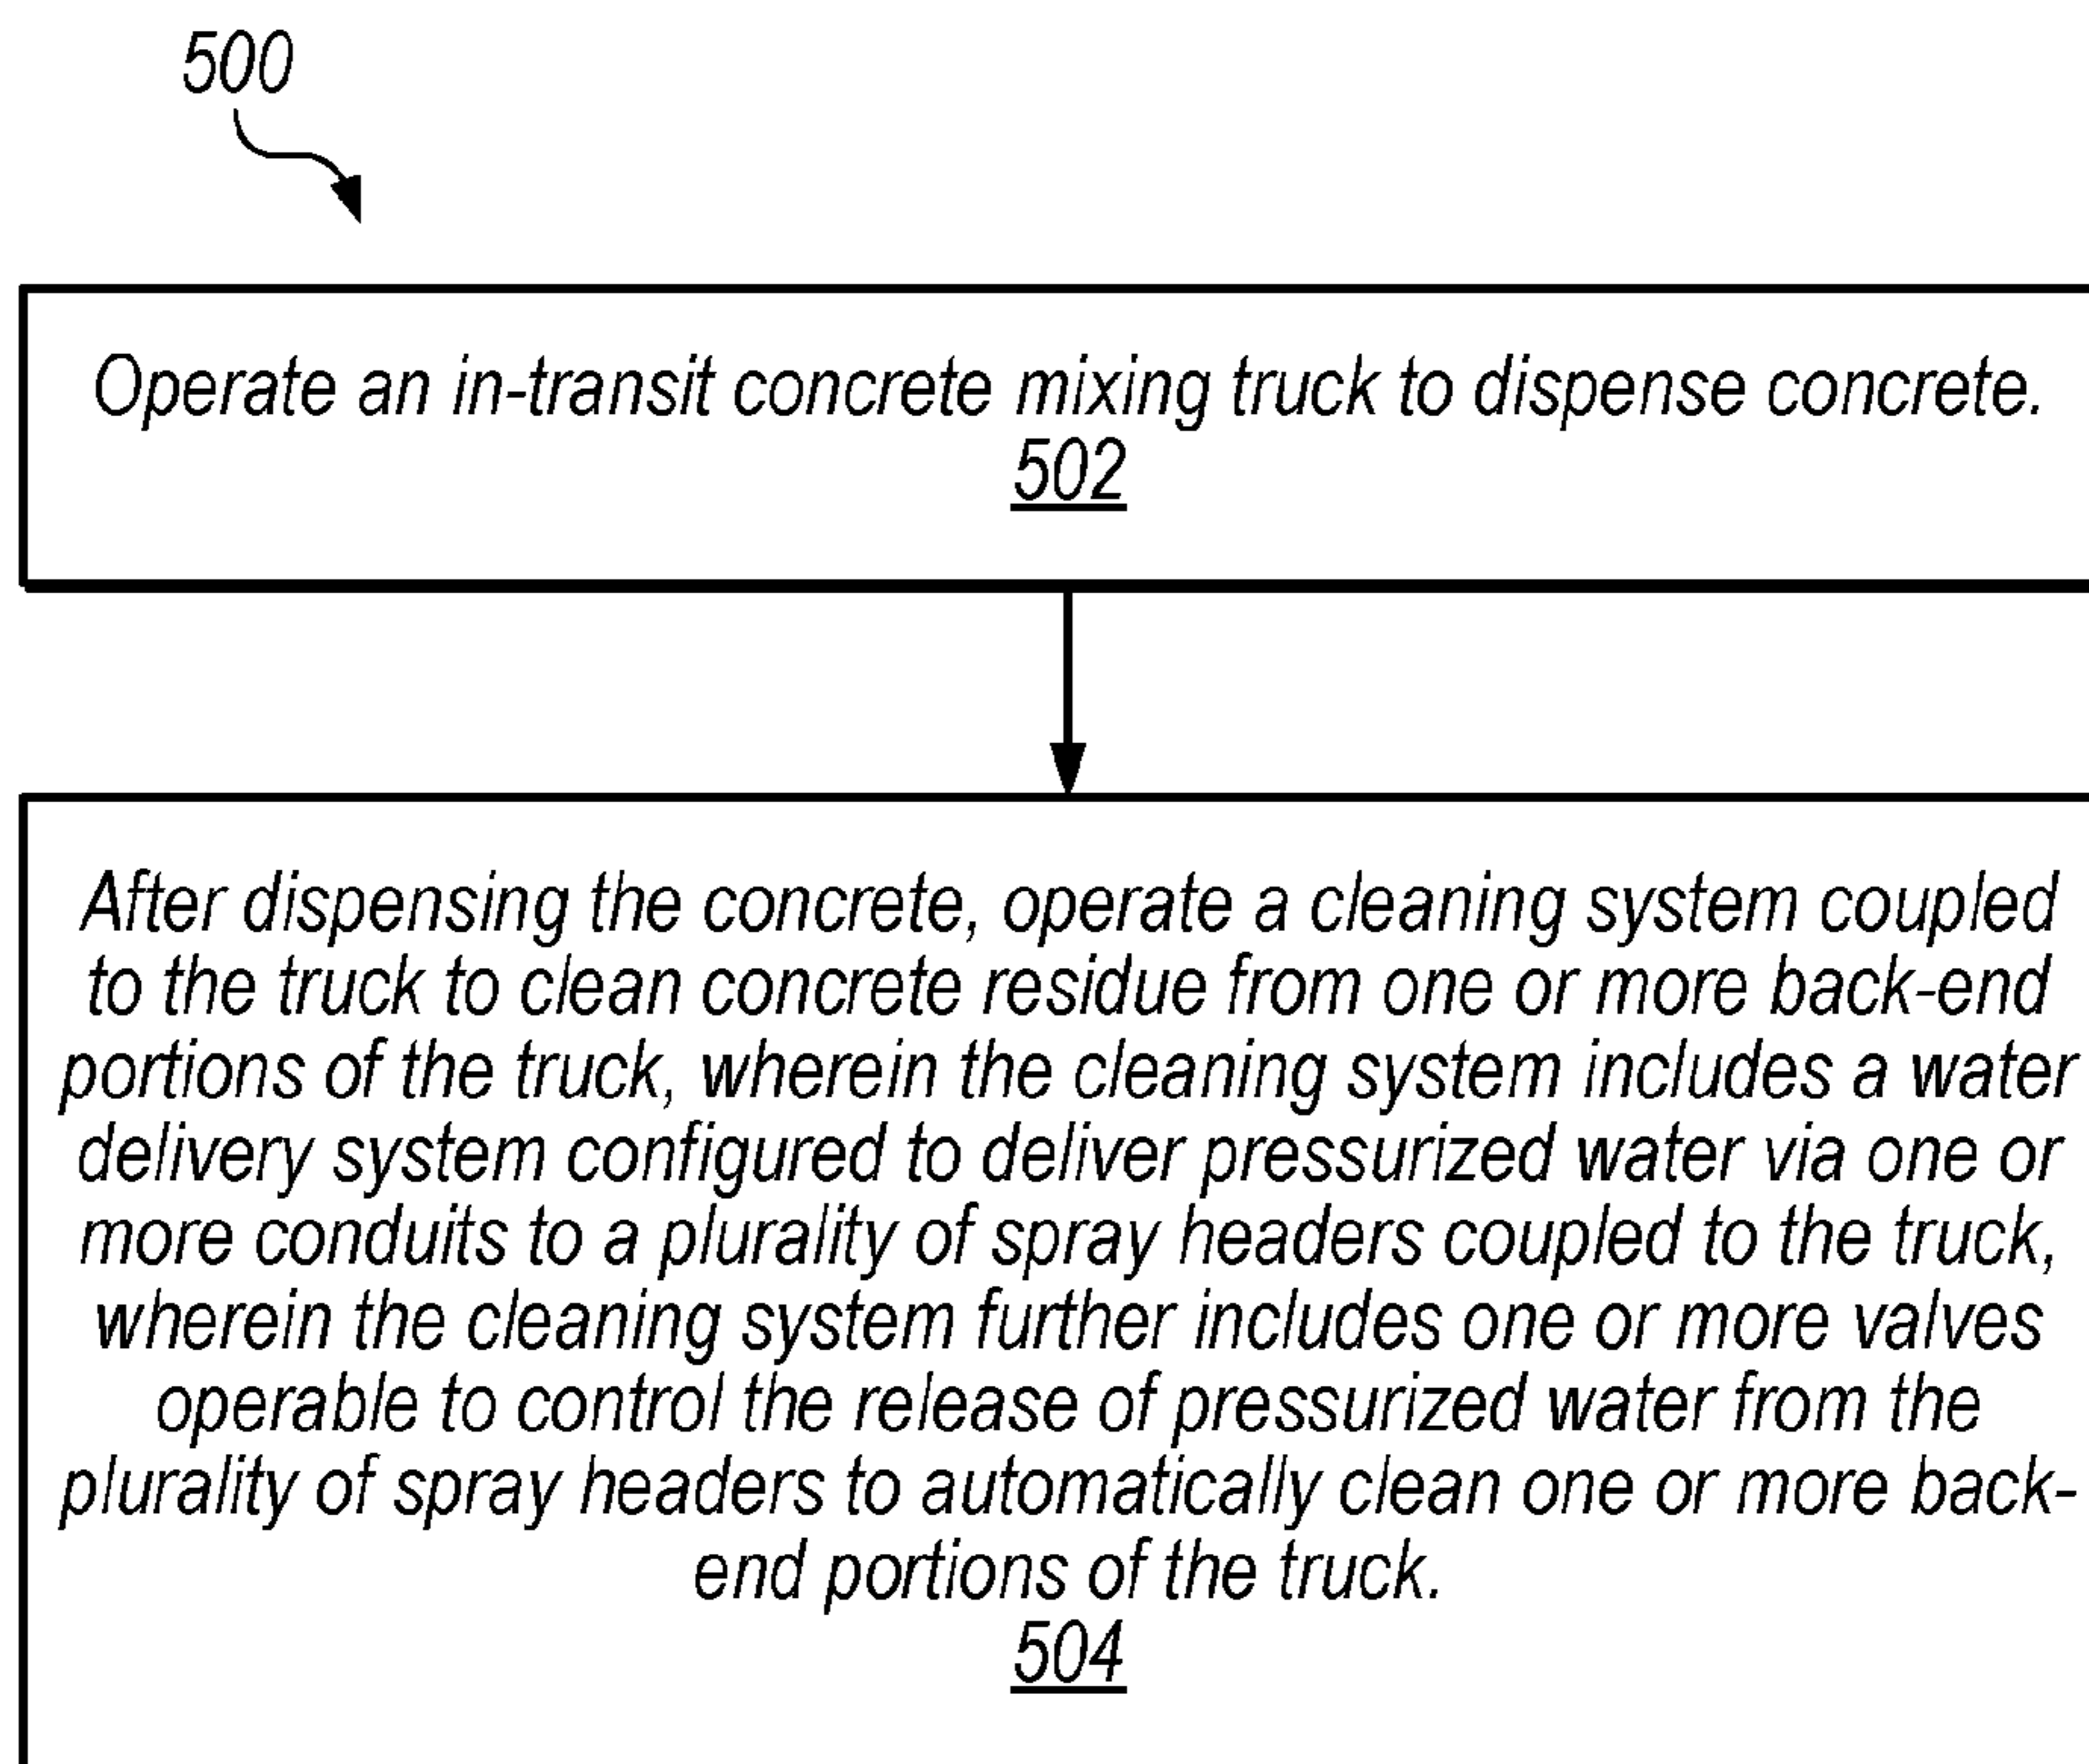 500
Operate an in-transit concrete mixing truck to dispense concrete.
502
After dispensing the concrete, operate a cleaning system coupled
to the truck to clean concrete residue from one or more back-end
portions of the truck, wherein the cleaning system includes a water
delivery system configured to deliver pressurized water via one or
more conduits to a plurality of spray headers coupled to the truck,
wherein the cleaning system further includes one or more valves
operable to control the release of pressurized water from the
plurality of spray headers to automatically clean one or more back-
end portions of the truck.
504